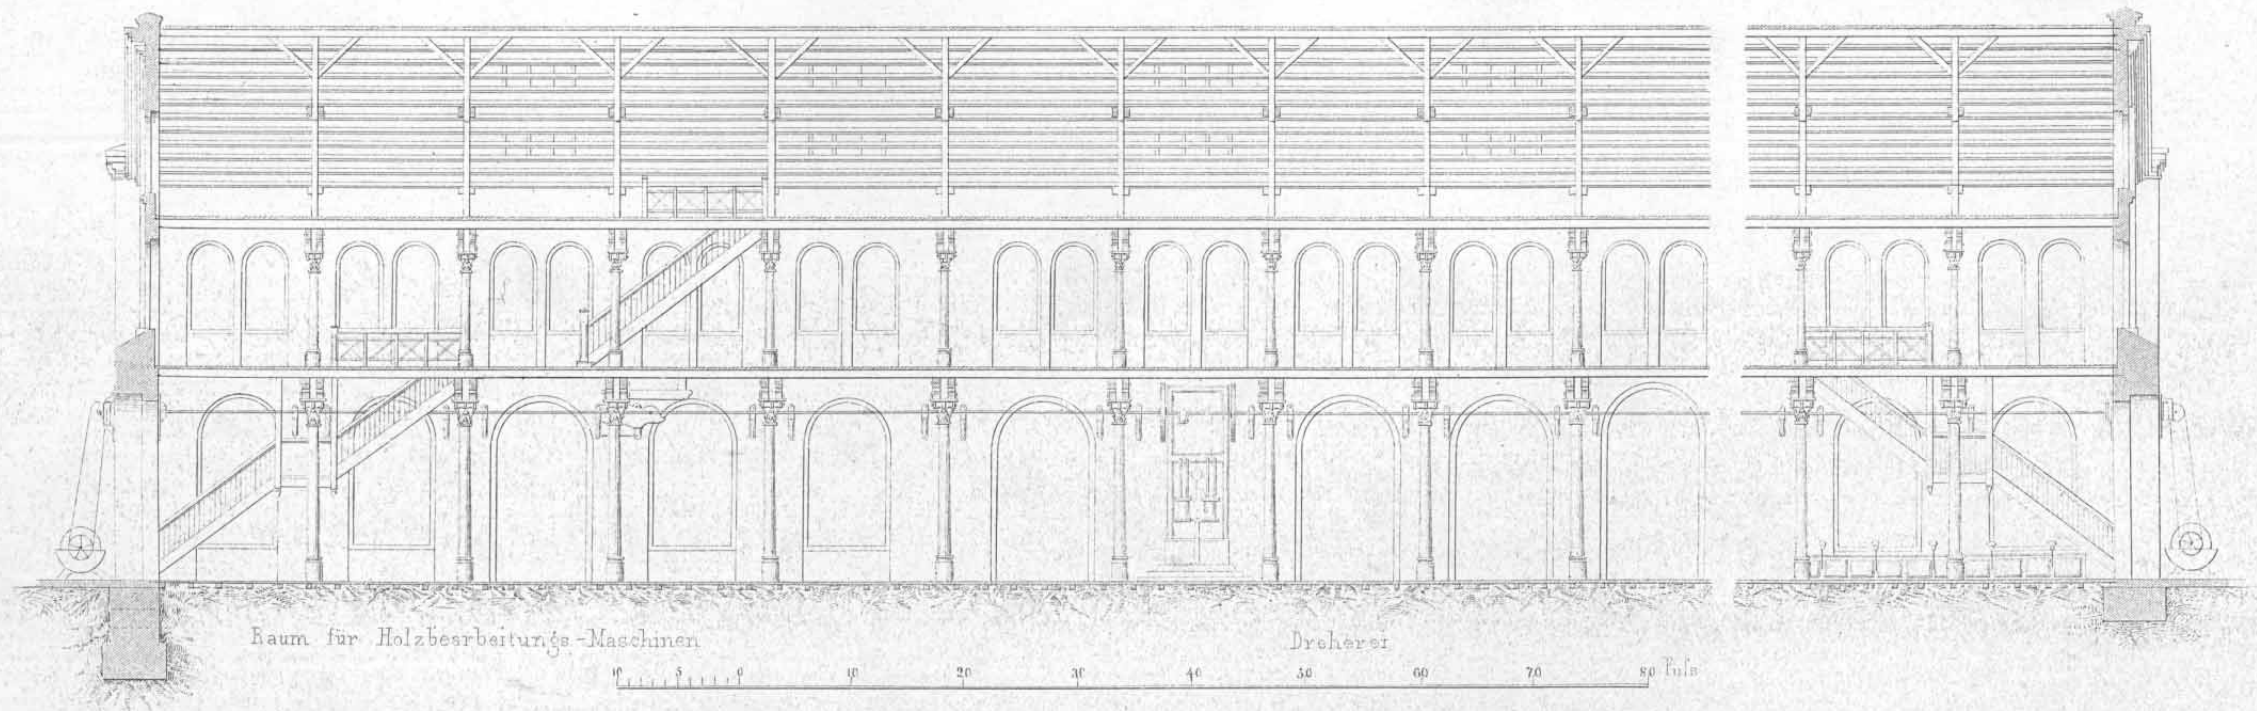 Raum für Holzbearbeitungs-Maschinen
Dreherei
10 5 0 10 20 30 40 50 60 70 80 Fuſs